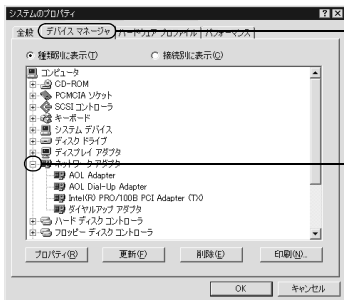 システムのプロパティ
全般 デバイス マネージャ ハードウェア プロファイル パフォーマンス
種類別に表示(T) 接続別に表示(C)
コンピュータ
CD-ROM
PCMCIA ソケット
SCSI コントローラ
キーボード
システム デバイス
ディスク ドライブ
ディスプレイ アダプタ
ネットワーク アダプタ
AOL Adapter
AOL Dial-Up Adapter
Intel(R) PRO/100B PCI Adapter (TX)
ダイヤルアップ アダプタ
ハード ディスク コントローラ
フロッピー ディスク コントローラ
プロパティ(R) 更新(F) 削除(E) 印刷(N)...
OK キャンセル